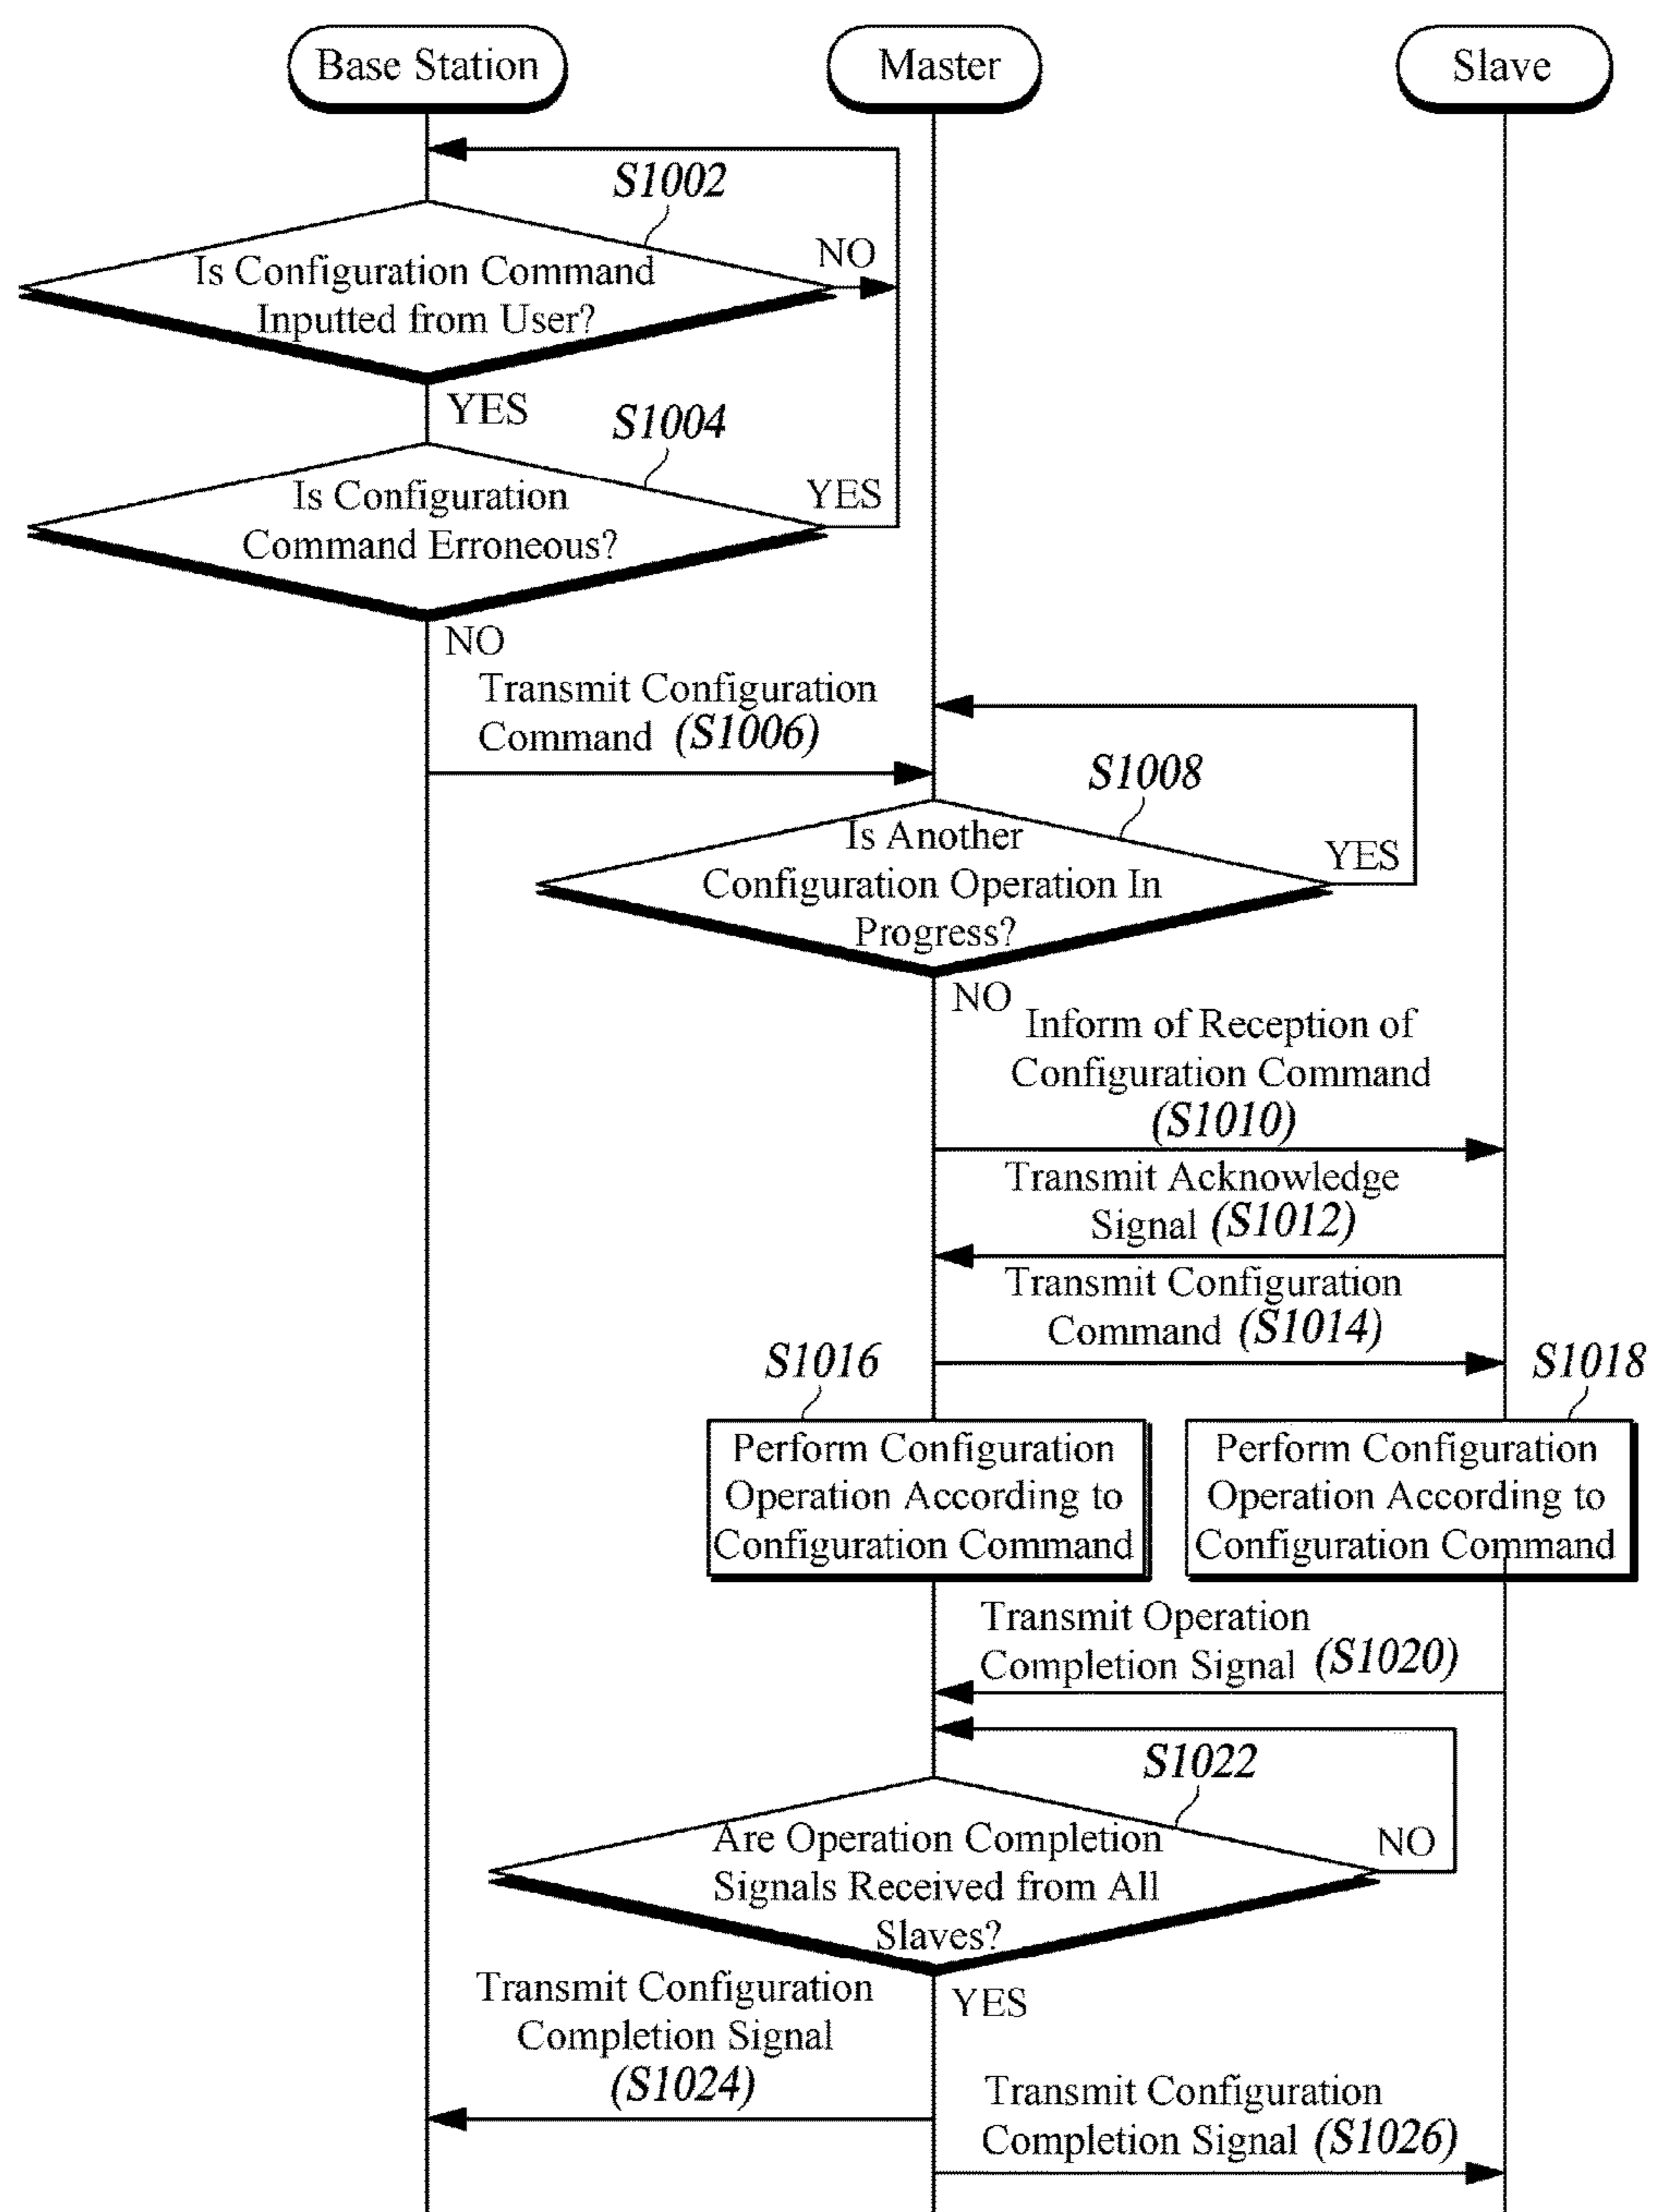 Base Station
Master
Slave
S1002
Is Configuration Command
Inputted from User?
NO
YES
S1004
Is Configuration
Command Erroneous?
YES
NO
Transmit Configuration
Command (S1006)
S1008
Is Another
Configuration Operation In
Progress?
YES
NO
Inform of Reception of
Configuration Command
(S1010)
Transmit Acknowledge
Signal (S1012)
Transmit Configuration
Command (S1014)
S1016
Perform Configuration
Operation According to
Configuration Command
S1018
Perform Configuration
Operation According to
Configuration Command
Transmit Operation
Completion Signal (S1020)
S1022
Are Operation Completion
Signals Received from All
Slaves?
NO
YES
Transmit Configuration
Completion Signal
(S1024)
Transmit Configuration
Completion Signal (S1026)